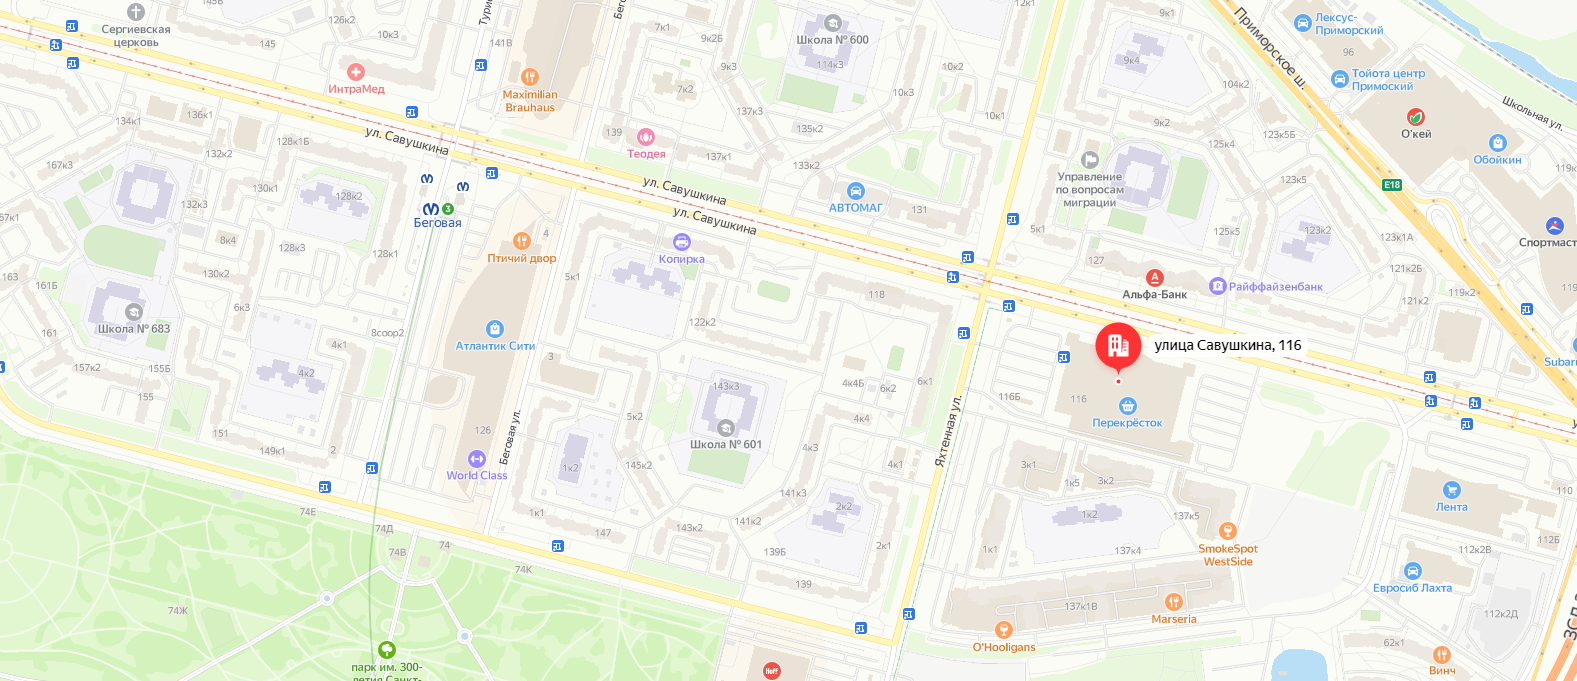 Сергиевская
церковь
145
126к2
Тури
141В
Бег
9к3
9к2Б
Школа № 600
114к3
12к1
9к1
Приморское ш.
Лексус-
Приморский
96
ИнтраМед
Maximilian
Brauhaus
7к2
10к2
9к4
Тойота центр
Приморский
Школьная ул.
134к1
136к1
137к3
10к3
10к1
О'кей
ул. Савушкина
128к1Б
139
Теодея
135к2
9к2
123к5Б
Обойкин
167к3
132к2
137к1
133к2
Управление
по вопросам
миграции
123к5
E18
130к1
128к2
132к3
ул. Савушкина
АВТОМАГ
131
3
Беговая
ул. Савушкина
5к1
125к5
123к2
123к1А
Спортмаст
8к4
128к3
128к1
4
Птичий двор
Копирка
127
Альфа-Банк
Райффайзенбанк
121к2Б
163
161Б
130к2
5к1
118
121к2
119к2
119
6к3
161
Школа № 683
8соор2
122к2
Атлантик Сити
улица Савушкина, 116
Subaru
157к2
155Б
155
4к2
3
143к3
4к4Б
6к2
6к1
116Б
116
Перекрёсток
151
149к1
2
4к1
126
Беговая ул.
5к2
Школа № 601
4к4
4к3
4к1
Яхтенная ул.
World Class
1к2
145к2
141к3
3к1
1к5
3к2
110
Лента
74Е
74Д
1к1
147
143к2
141к2
2к2
1к2
137к5
SmokeSpot
WestSide
112Б
74В
74
74К
139Б
2к1
1к1
137к4
112к2В
Евросиб Лахта
74Ж
139
137к1В
Marseria
112к2Д
ЗСД
O'Hooligans
62к1
парк им. 300-
летия Санкт-
Hoff
Винч